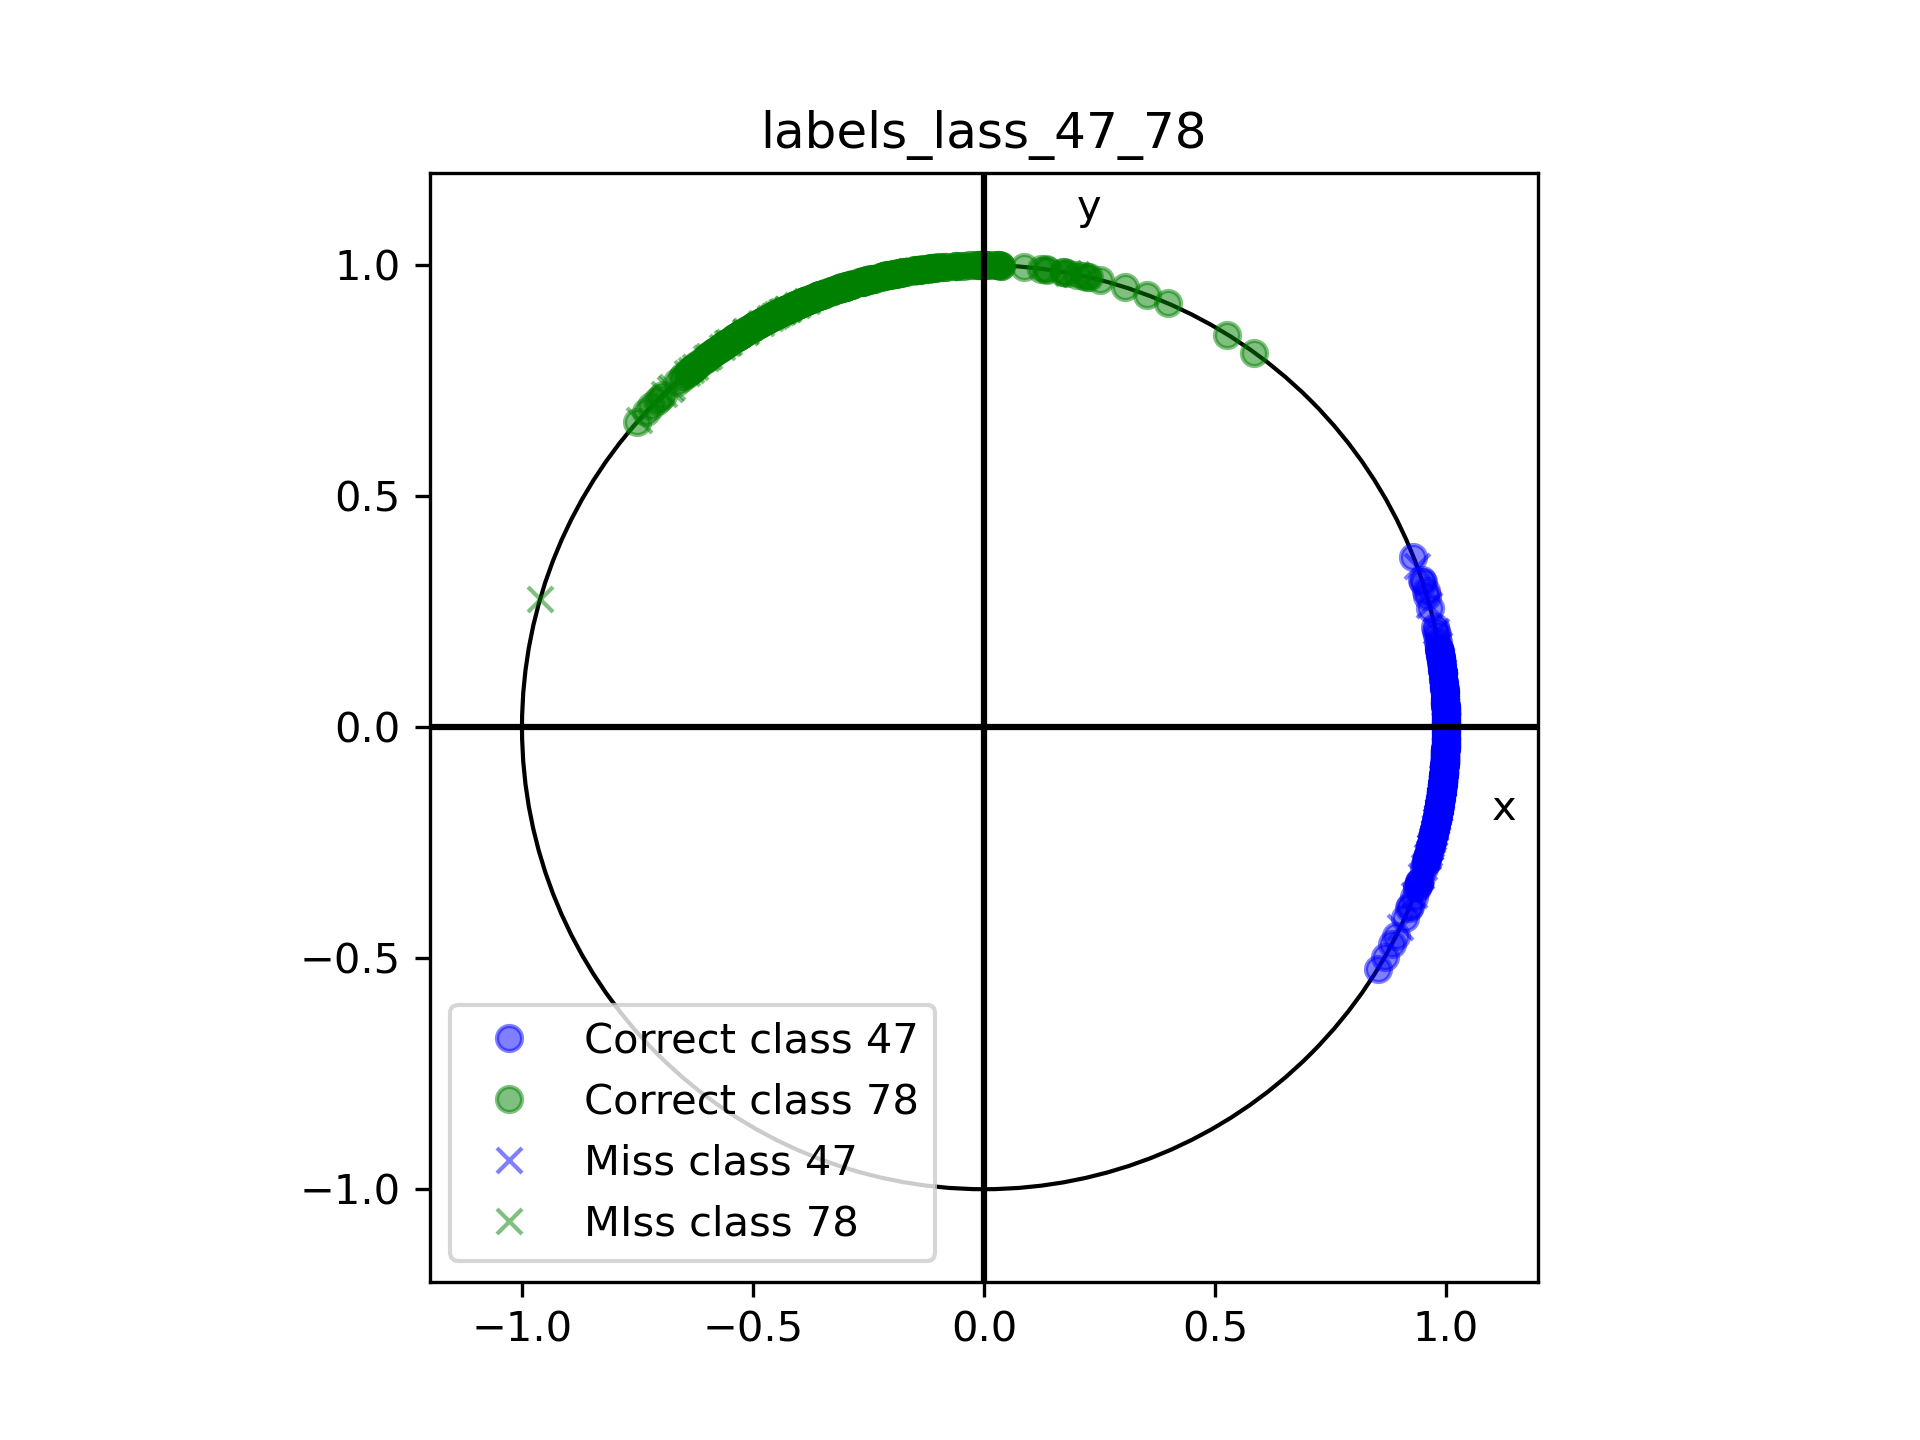 labels_lass_47_78
y
1.0
0.5
0.0
−0.5
−1.0
x
Correct class 47
Correct class 78
Miss class 47
MIss class 78
−1.0 −0.5 0.0 0.5 1.0